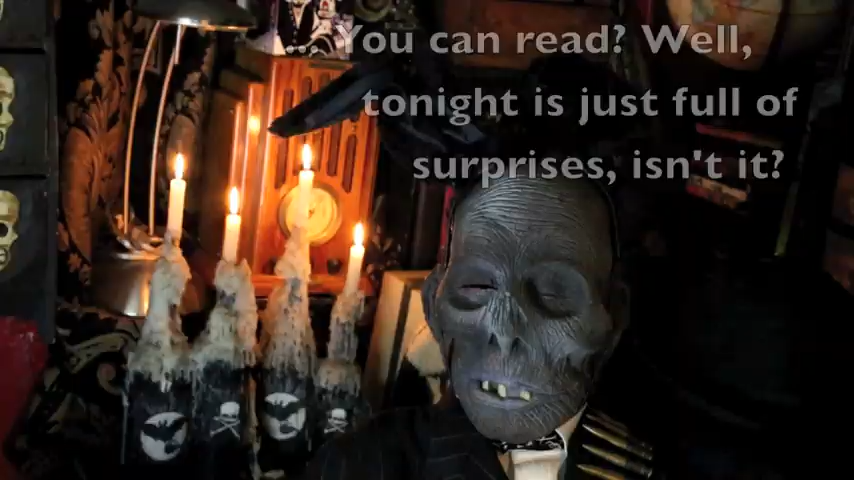 ... You can read? Well,
tonight is just full of
surprises, isn't it?